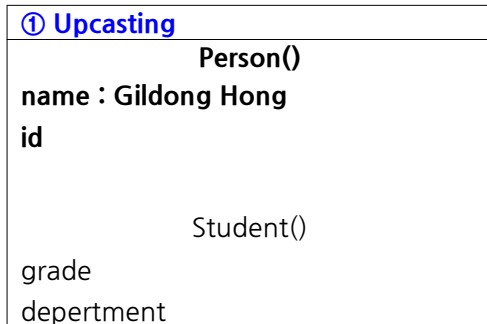 ① Upcasting
Person()
name : Gildong Hong
id
Student()
grade
depertment